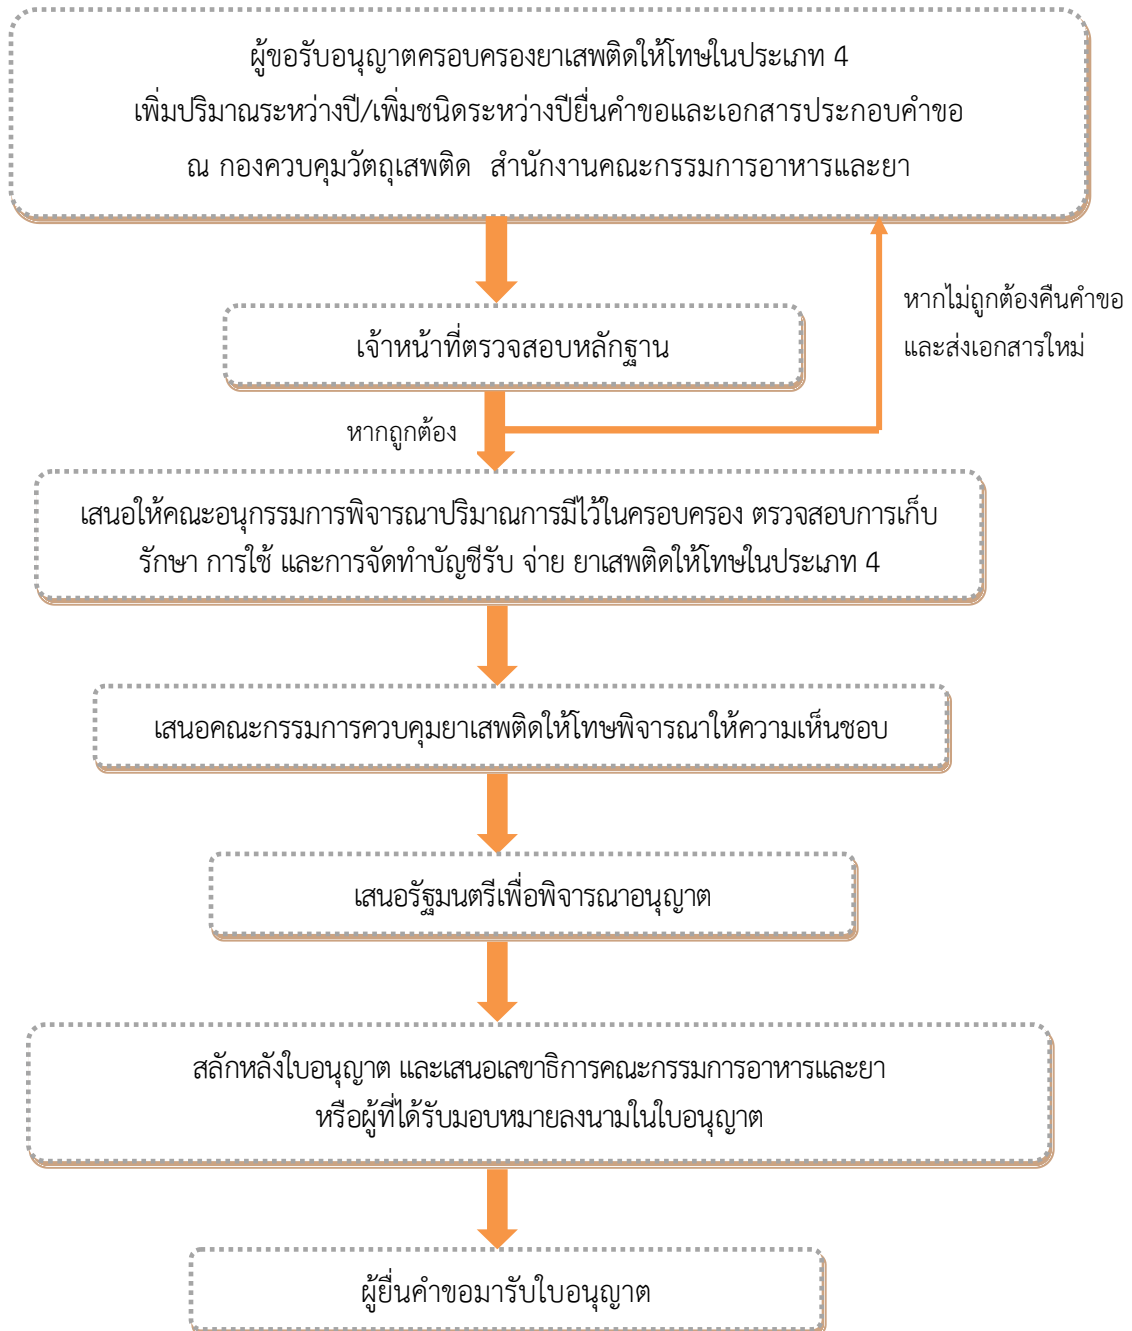 ผู้ขอรับอนุญาตครอบครองยาเสพติดให้โทษในประเภท 4
เพิ่มปริมาณระหว่างปี/เพิ่มชนิดระหว่างปียื่นคำขอและเอกสารประกอบคำขอ
ณ กองควบคุมวัตถุเสพติด สำนักงานคณะกรรมการอาหารและยา
หากไม่ถูกต้องคืนคำขอ
และส่งเอกสารใหม่
เจ้าหน้าที่ตรวจสอบหลักฐาน
หากถูกต้อง
เสนอให้คณะอนุกรรมการพิจารณาปริมาณการมีไว้ในครอบครอง ตรวจสอบการเก็บ
รักษา การใช้ และการจัดทำบัญชีรับ จ่าย ยาเสพติดให้โทษในประเภท 4
เสนอคณะกรรมการควบคุมยาเสพติดให้โทษพิจารณาให้ความเห็นชอบ
เสนอรัฐมนตรีเพื่อพิจารณาอนุญาต
สลักหลังใบอนุญาต และเสนอเลขาธิการคณะกรรมการอาหารและยา
หรือผู้ที่ได้รับมอบหมายลงนามในใบอนุญาต
ผู้ยื่นคำขอมารับใบอนุญาต